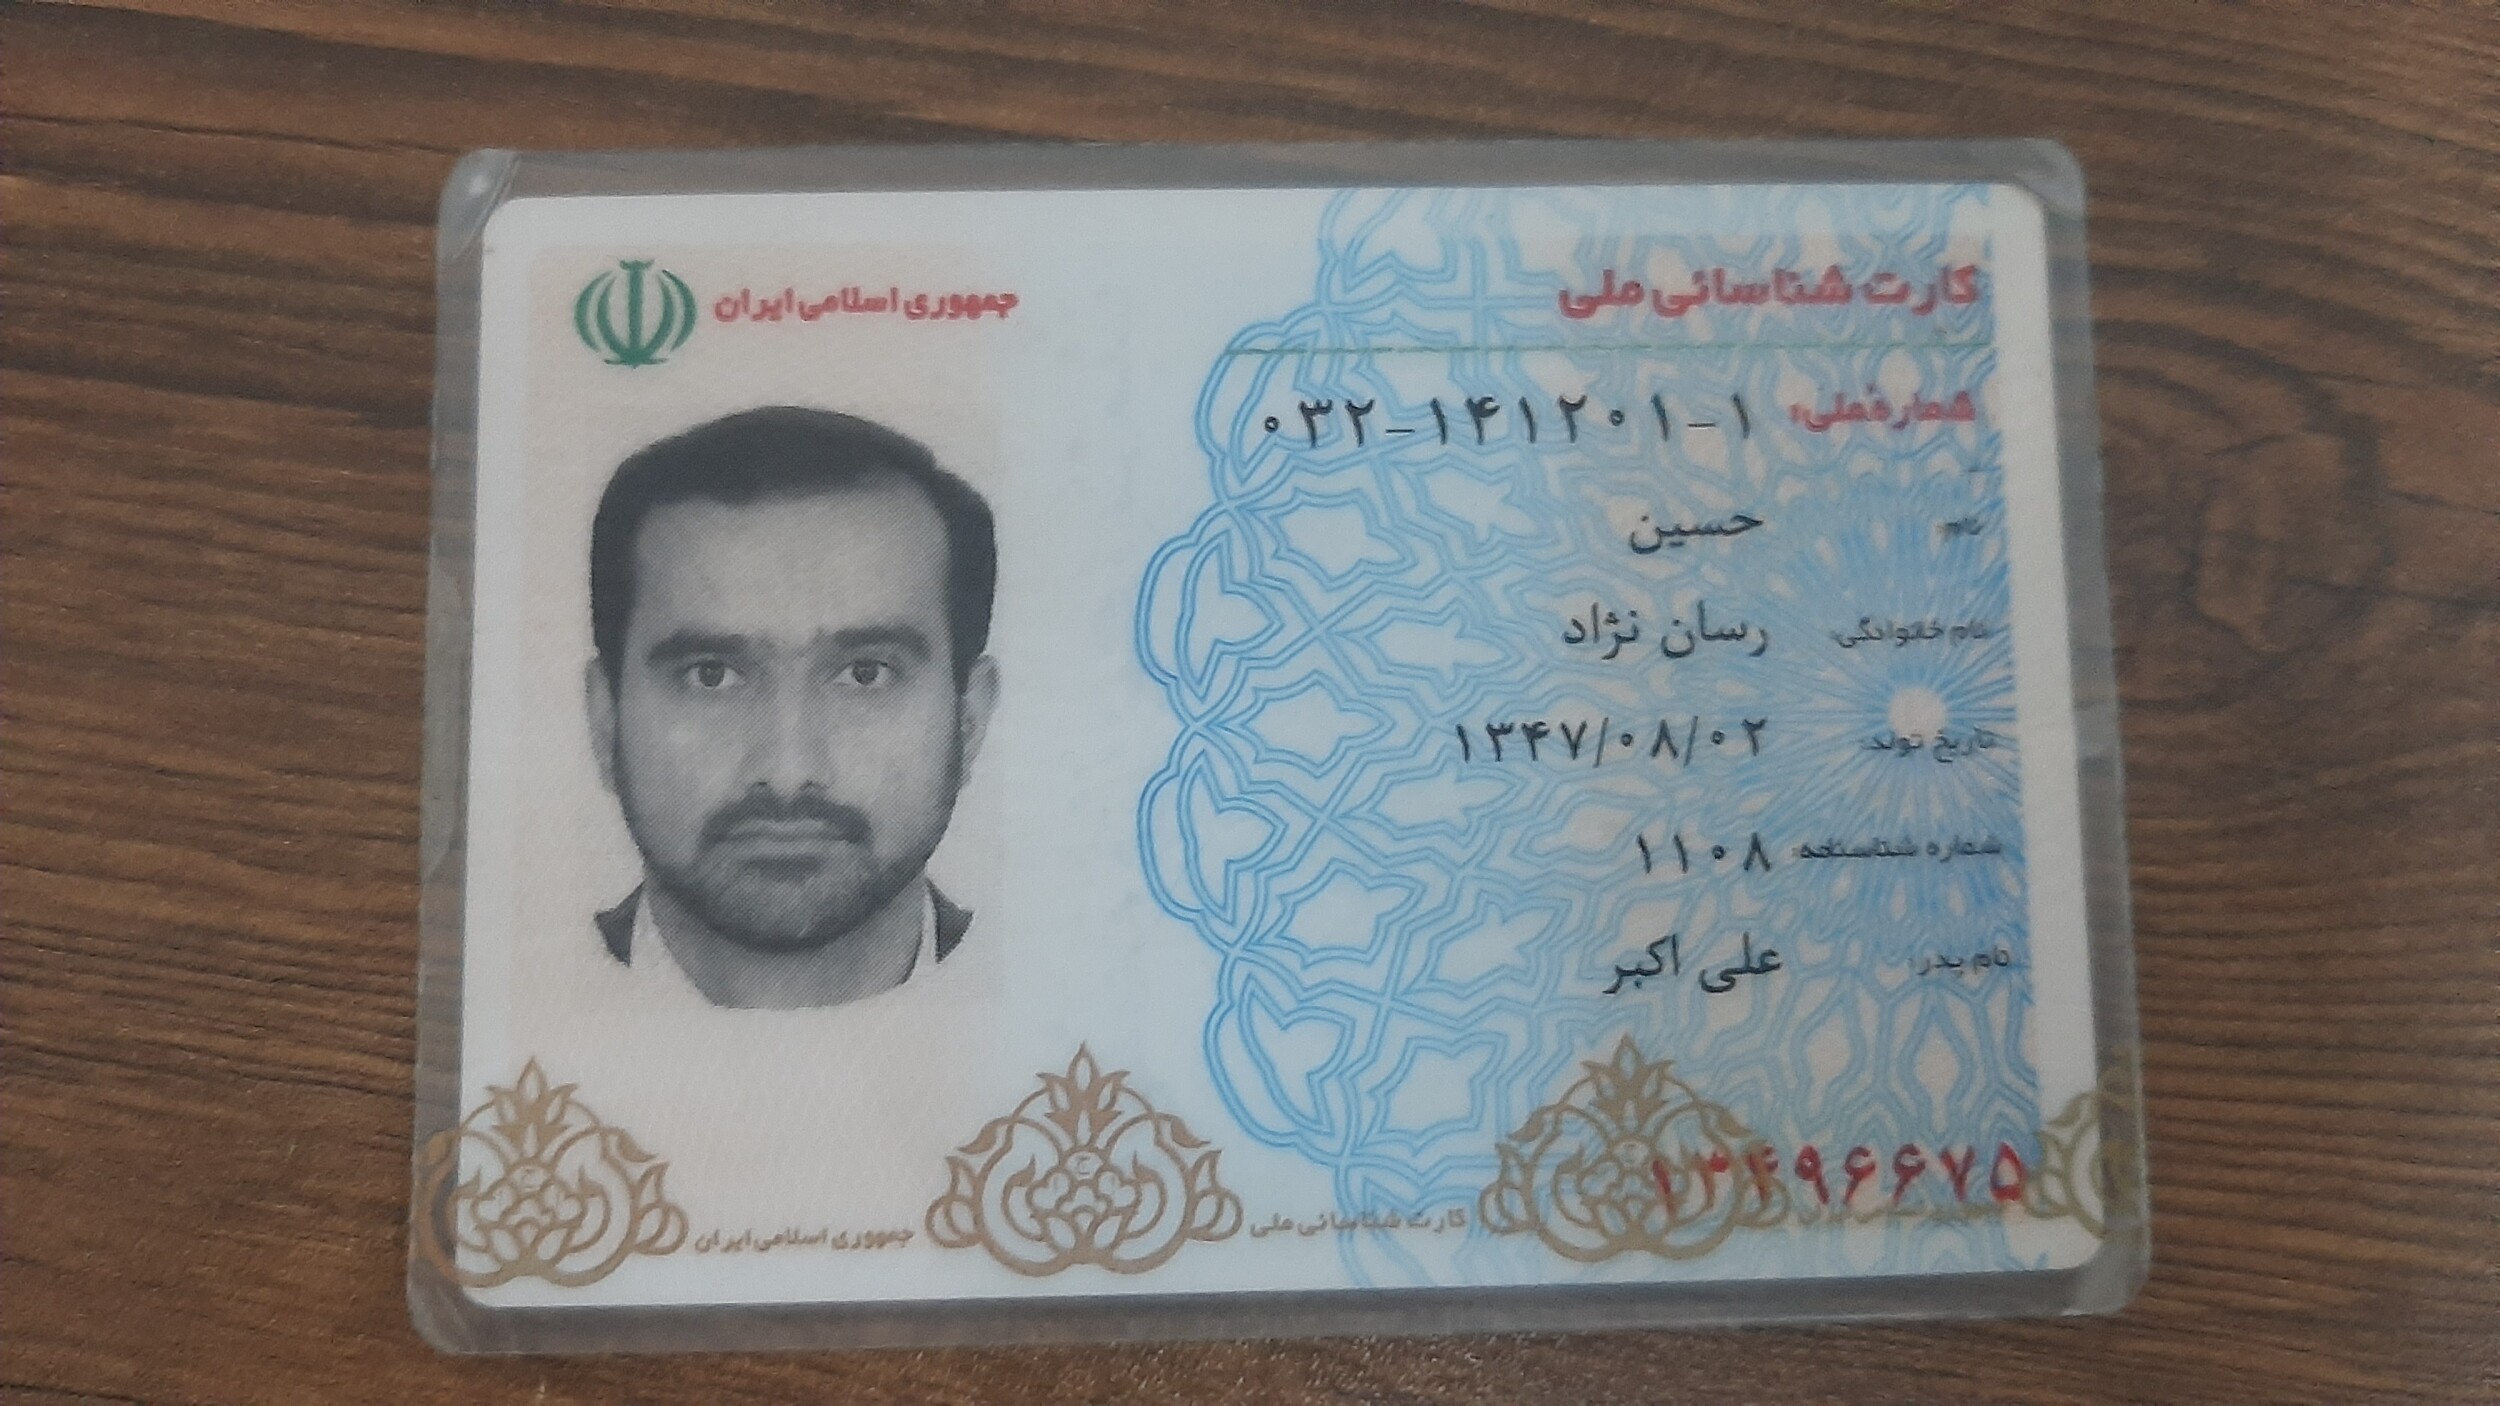 کارت شناسائی ملی
جمهوری اسلامی ایران
شماره ملی: ۰۳۲-۱۴۱۲۰۱-۱
نام: حسین
نام خانوادگی: رسان نژاد
تاریخ تولد: ۱۳۴۷/۰۸/۰۲
شماره شناسنامه: ۱۱۰۸
نام پدر: علی اکبر
۱۳۴۹۶۶۷۵
کارت شناسائی ملی
جمهوری اسلامی ایران